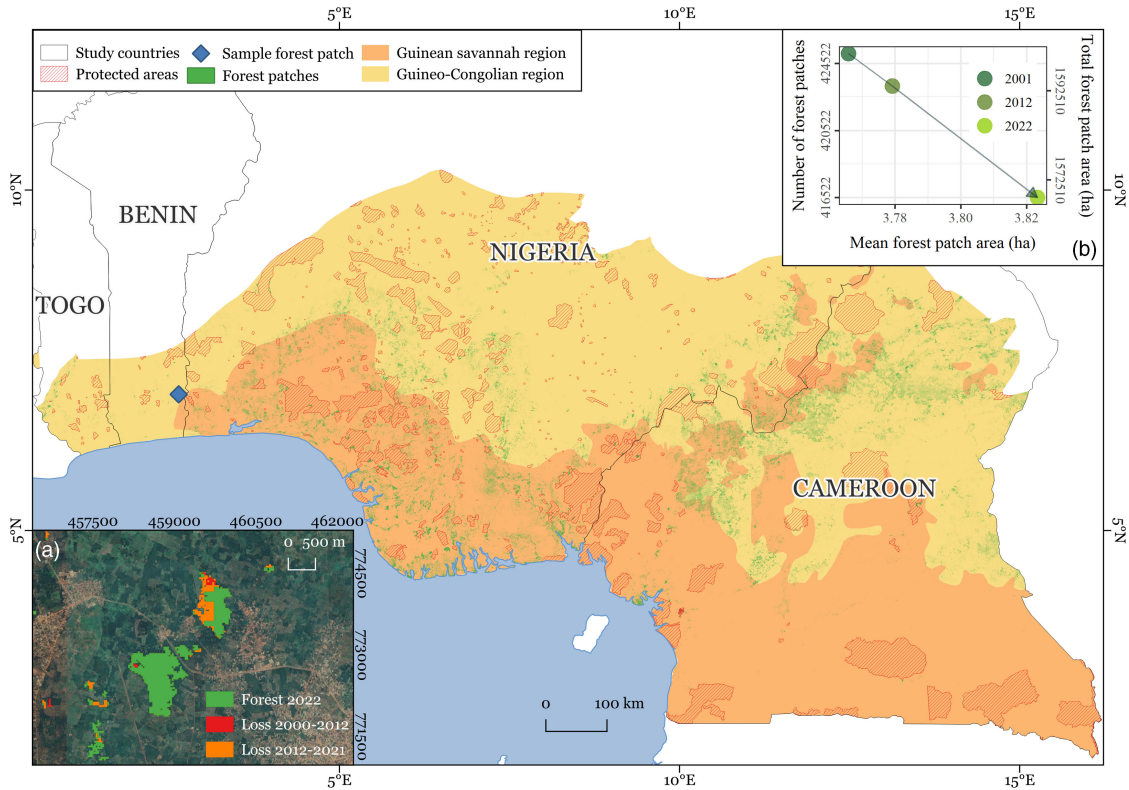 5°E
10°E
15°E
Study countries
Sample forest patch
Guinean savannah region
Protected areas
Forest patches
Guineo-Congolian region
Number of forest patches
424522
420522
416522
2001
2012
2022
1592510
1572510
Total forest patch area (ha)
3.78
3.80
3.82
Mean forest patch area (ha)
(b)
10°N
10°N
BENIN
NIGERIA
TOGO
CAMEROON
5°N
5°N
457500
459000
460500
462000
(a)
0 500 m
774500
773000
771500
Forest 2022
Loss 2000-2012
Loss 2012-2021
0 100 km
5°E
10°E
15°E